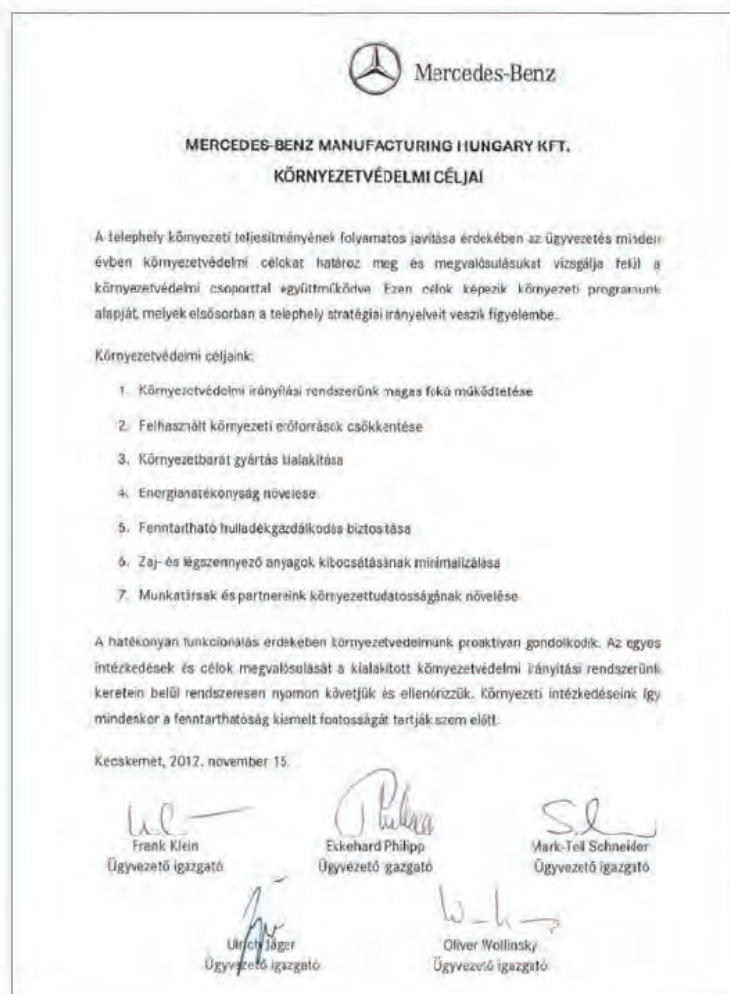 Mercedes-Benz
MERCEDES-BENZ MANUFACTURING HUNGARY KFT.
KÖRNYEZETVÉDELMI CÉLJAI
A telephely környezeti teljesítményének folyamatos javítása érdekében az ügyvezetés minden
évben környezetvédelmi célokat határoz meg és megvalósulásukat vizsgálja felül a
környezetvédelmi csoporttal együttműködve. Ezen célok képezik környezeti programunk
alapját, melyek elsősorban a telephely stratégiai irányelveit veszik figyelembe.
Környezetvédelmi céljaink:
1. Környezetvédelmi irányítási rendszerünk magas fokú működtetése
2. Felhasznált környezeti erőforrások csökkentése
3. Környezetbarát gyártás kialakítása
4. Energiahatékonyság növelése
5. Fenntartható hulladékgazdálkodás biztosítása
6. Zaj- és légszennyező anyagok kibocsátásának minimalizálása
7. Munkatársak és partnereink környezettudatosságának növelése
A hatékonyan funkcionálás érdekében környezetvédelmünk proaktívan gondolkodik. Az egyes
intézkedések és célok megvalósulását a kialakított környezetvédelmi irányítási rendszerünk
keretein belül rendszeresen nyomon követjük és ellenőrizzük. Környezeti intézkedéseink így
mindenkor a fenntarthatóság kiemelt fontosságát tartják szem előtt.
Kecskemét, 2012. november 15.
Frank Klein Ekkehard Philipp Mark-Tell Schneider
Ügyvezető igazgató Ügyvezető igazgató Ügyvezető igazgató
Ulrich Jäger Oliver Wollinsky
Ügyvezető igazgató Ügyvezető igazgató